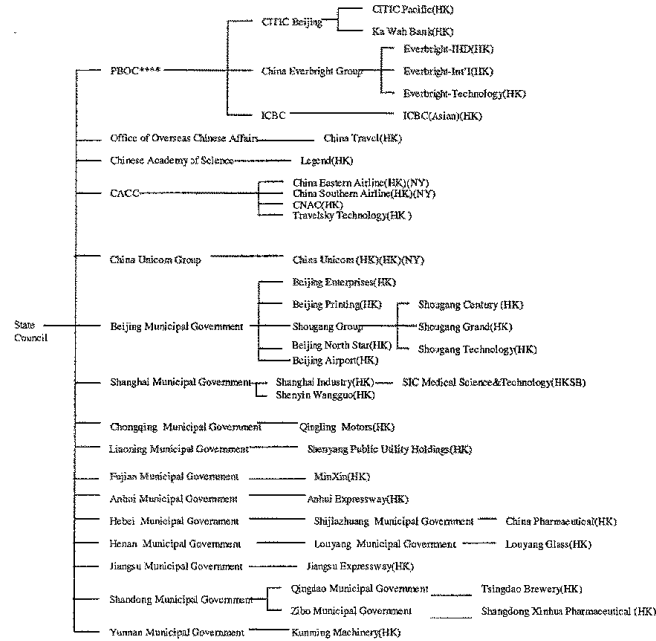 CITIC Pacific(HK)
CITIC Beijing
Ka Wah Bank(HK)
Everbright-IHD(HK)
PBOC**** China Everbright Group Everbright-Int'l(HK)
Everbright-Technology(HK)
ICBC ICBC(Asian)(HK)
Office of Overseas Chinese Affairs China Travel(HK)
Chinese Academy of Science Legend(HK)
China Eastern Airline(HK)(NY)
CACC China Southern Airline(HK)(NY)
CNAC(HK)
Travelsky Technology(HK )
China Unicom Group China Unicom (HK)(HK)(NY)
Beijing Enterprises(HK)
Beijing Printing(HK) Shougang Century (HK)
State Council Beijing Municipal Government Shougang Group Shougang Grand(HK)
Beijing North Star(HK) Shougang Technology(HK)
Beijing Airport(HK)
Shanghai Municipal Government Shanghai Industry(HK) SIC Medical Science&Technology(HKSB)
Shenyin Wangguo(HK)
Chongqing Municipal Government Qingling Motors(HK)
Liaoning Municipal Government Shenyang Public Utility Holdings(HK)
Fujian Municipal Government MinXin(HK)
Anhui Municipal Government Anhui Expressway(HK)
Hebei Municipal Government Shijiazhuang Municipal Government China Pharmaceutical(HK)
Henan Municipal Government Louyang Municipal Government Louyang Glass(HK)
Jiangsu Municipal Government Jiangsu Expressway(HK)
Qingdao Municipal Government Tsingdao Brewery(HK)
Shandong Municipal Government
Zibo Municipal Government Shangdong Xinhua Pharmaceutical (HK)
Yunnan Municipal Government Kunming Machinery(HK)